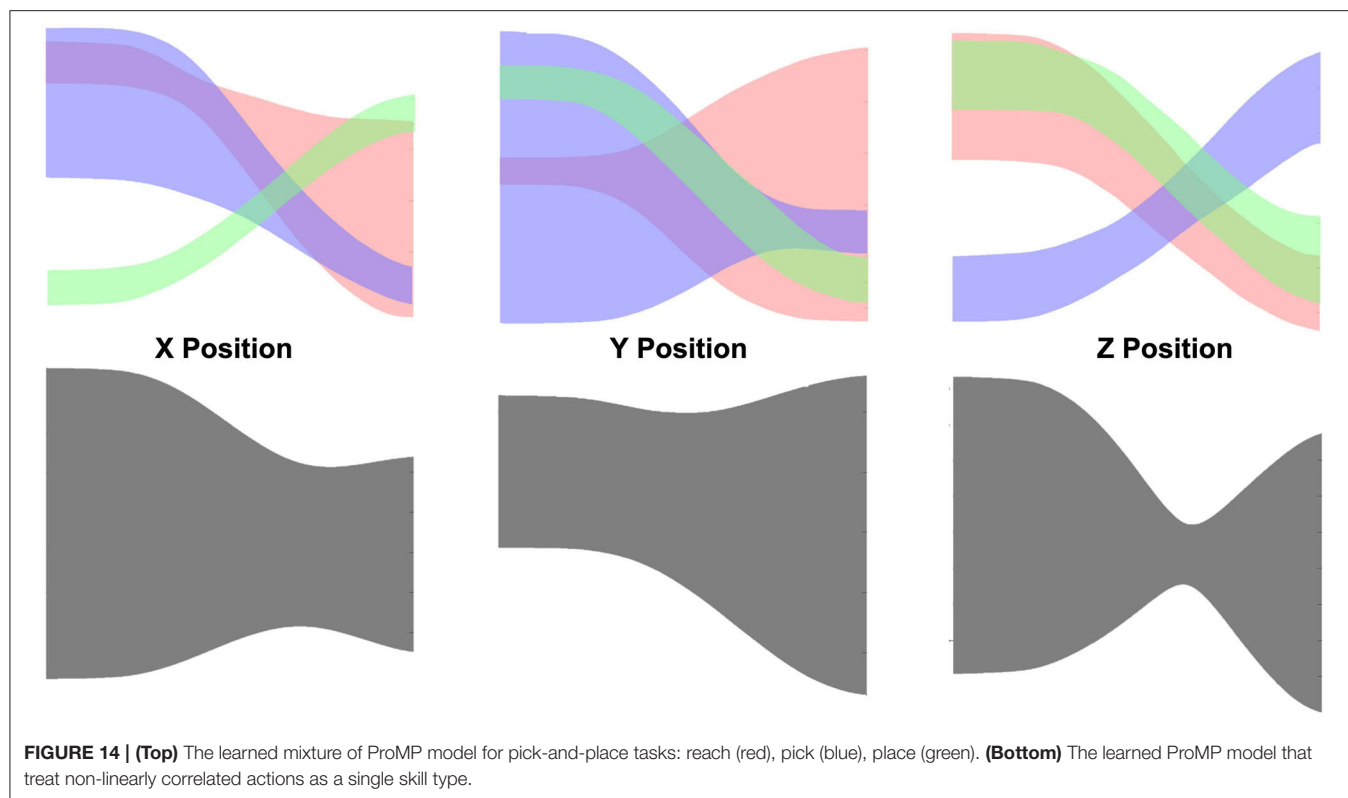 X Position
Y Position
Z Position
FIGURE 14 | (Top) The learned mixture of ProMP model for pick-and-place tasks: reach (red), pick (blue), place (green). (Bottom) The learned ProMP model that
treat non-linearly correlated actions as a single skill type.